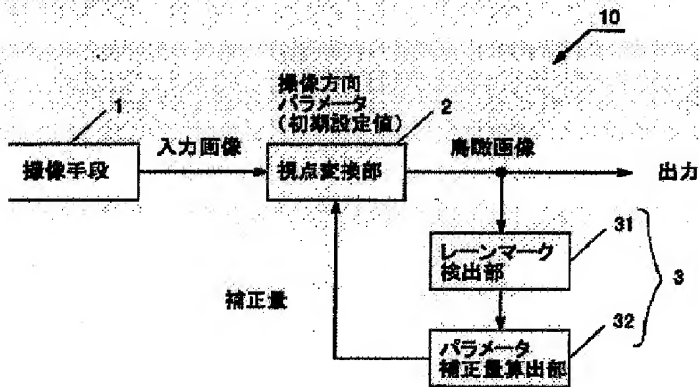 10
撮像方向
パラメータ
(初期設定値)
1
2
入力画像
鳥瞰画像
撮像手段
視点変換部
出力
レーンマーク
検出部
31
3
補正量
32
パラメータ
補正量算出部